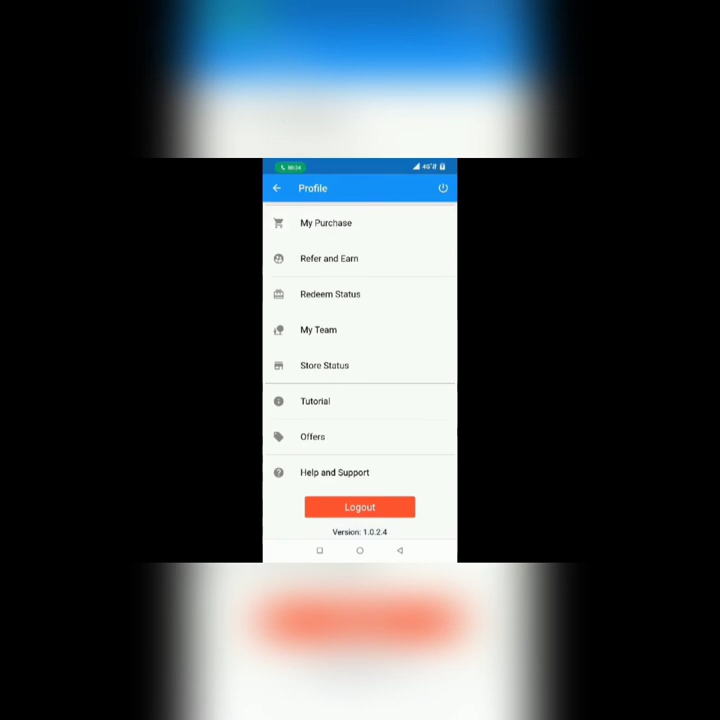 Profile
My Purchase
Refer and Earn
Redeem Status
My Team
Store Status
Tutorial
Offers
Help and Support
Logout
Version: 1.0.2.4